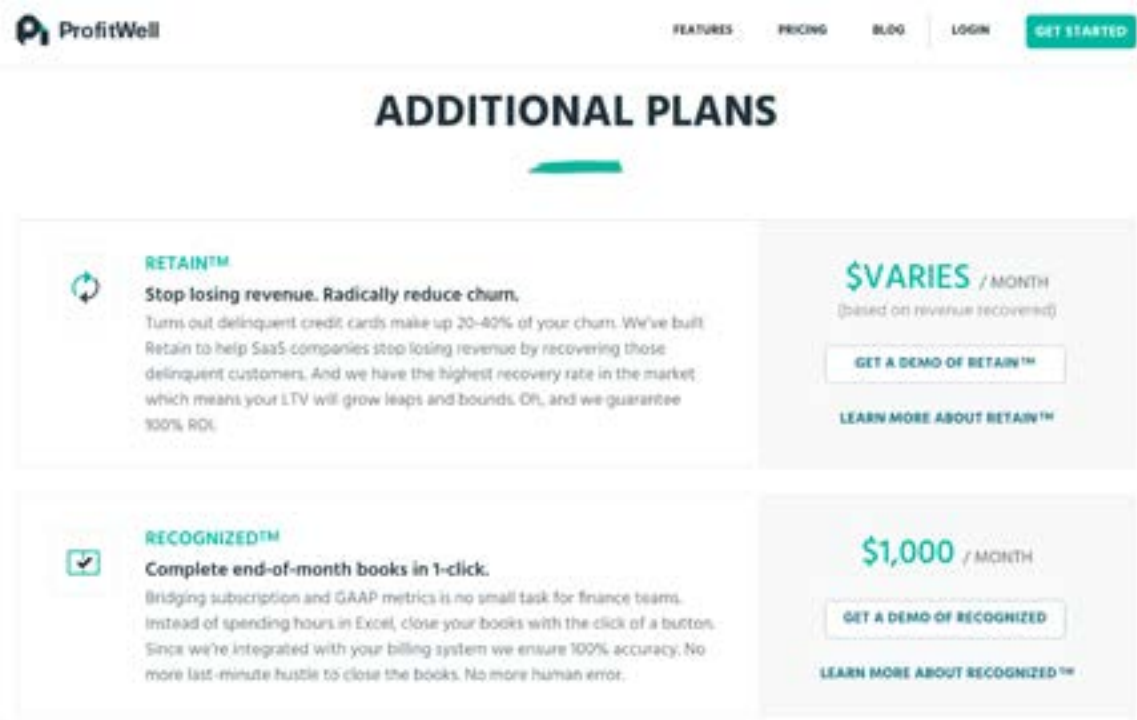 ProfitWell
FEATURES PRICING BLOG LOGIN GET STARTED
ADDITIONAL PLANS
RETAIN™
Stop losing revenue. Radically reduce churn.
Turns out delinquent credit cards make up 20-40% of your churn. We've built
Retain to help SaaS companies stop losing revenue by recovering those
delinquent customers. And we have the highest recovery rate in the market
which means your LTV will grow leaps and bounds. Oh, and we guarantee
100% ROI.
$VARIES / MONTH
(based on revenue recovered)
GET A DEMO OF RETAIN™
LEARN MORE ABOUT RETAIN™
RECOGNIZED™
Complete end-of-month books in 1-click.
Bridging subscription and GAAP metrics is no small task for finance teams.
Instead of spending hours in Excel, close your books with the click of a button.
Since we're integrated with your billing system we ensure 100% accuracy. No
more last-minute hustle to close the books. No more human error.
$1,000 / MONTH
GET A DEMO OF RECOGNIZED
LEARN MORE ABOUT RECOGNIZED™